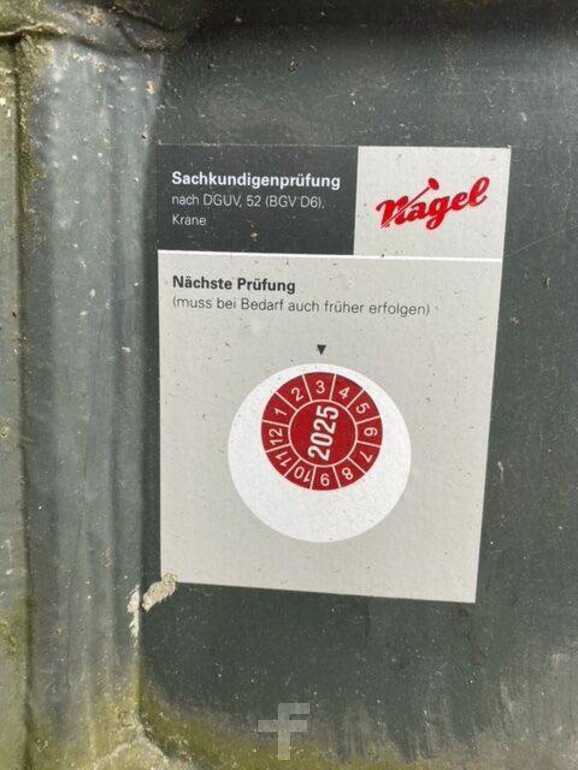 Sachkundigenprüfung
nach DGUV, 52 (BGV D6),
Krane
Nagel
Nächste Prüfung
(muss bei Bedarf auch früher erfolgen)
1 2 3 4 5 6 7 8 9 10 11 12
2025